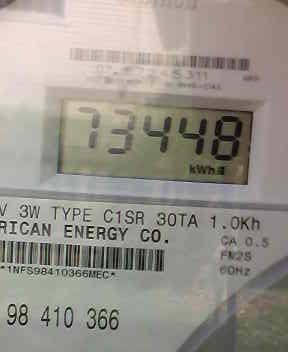 73448
kWh
V 3W TYPE C1SR 30TA 1.0Kh
RICAN ENERGY CO.
CA 0.5
FM2S
60Hz
*1NFS98410366MEC*
98 410 366